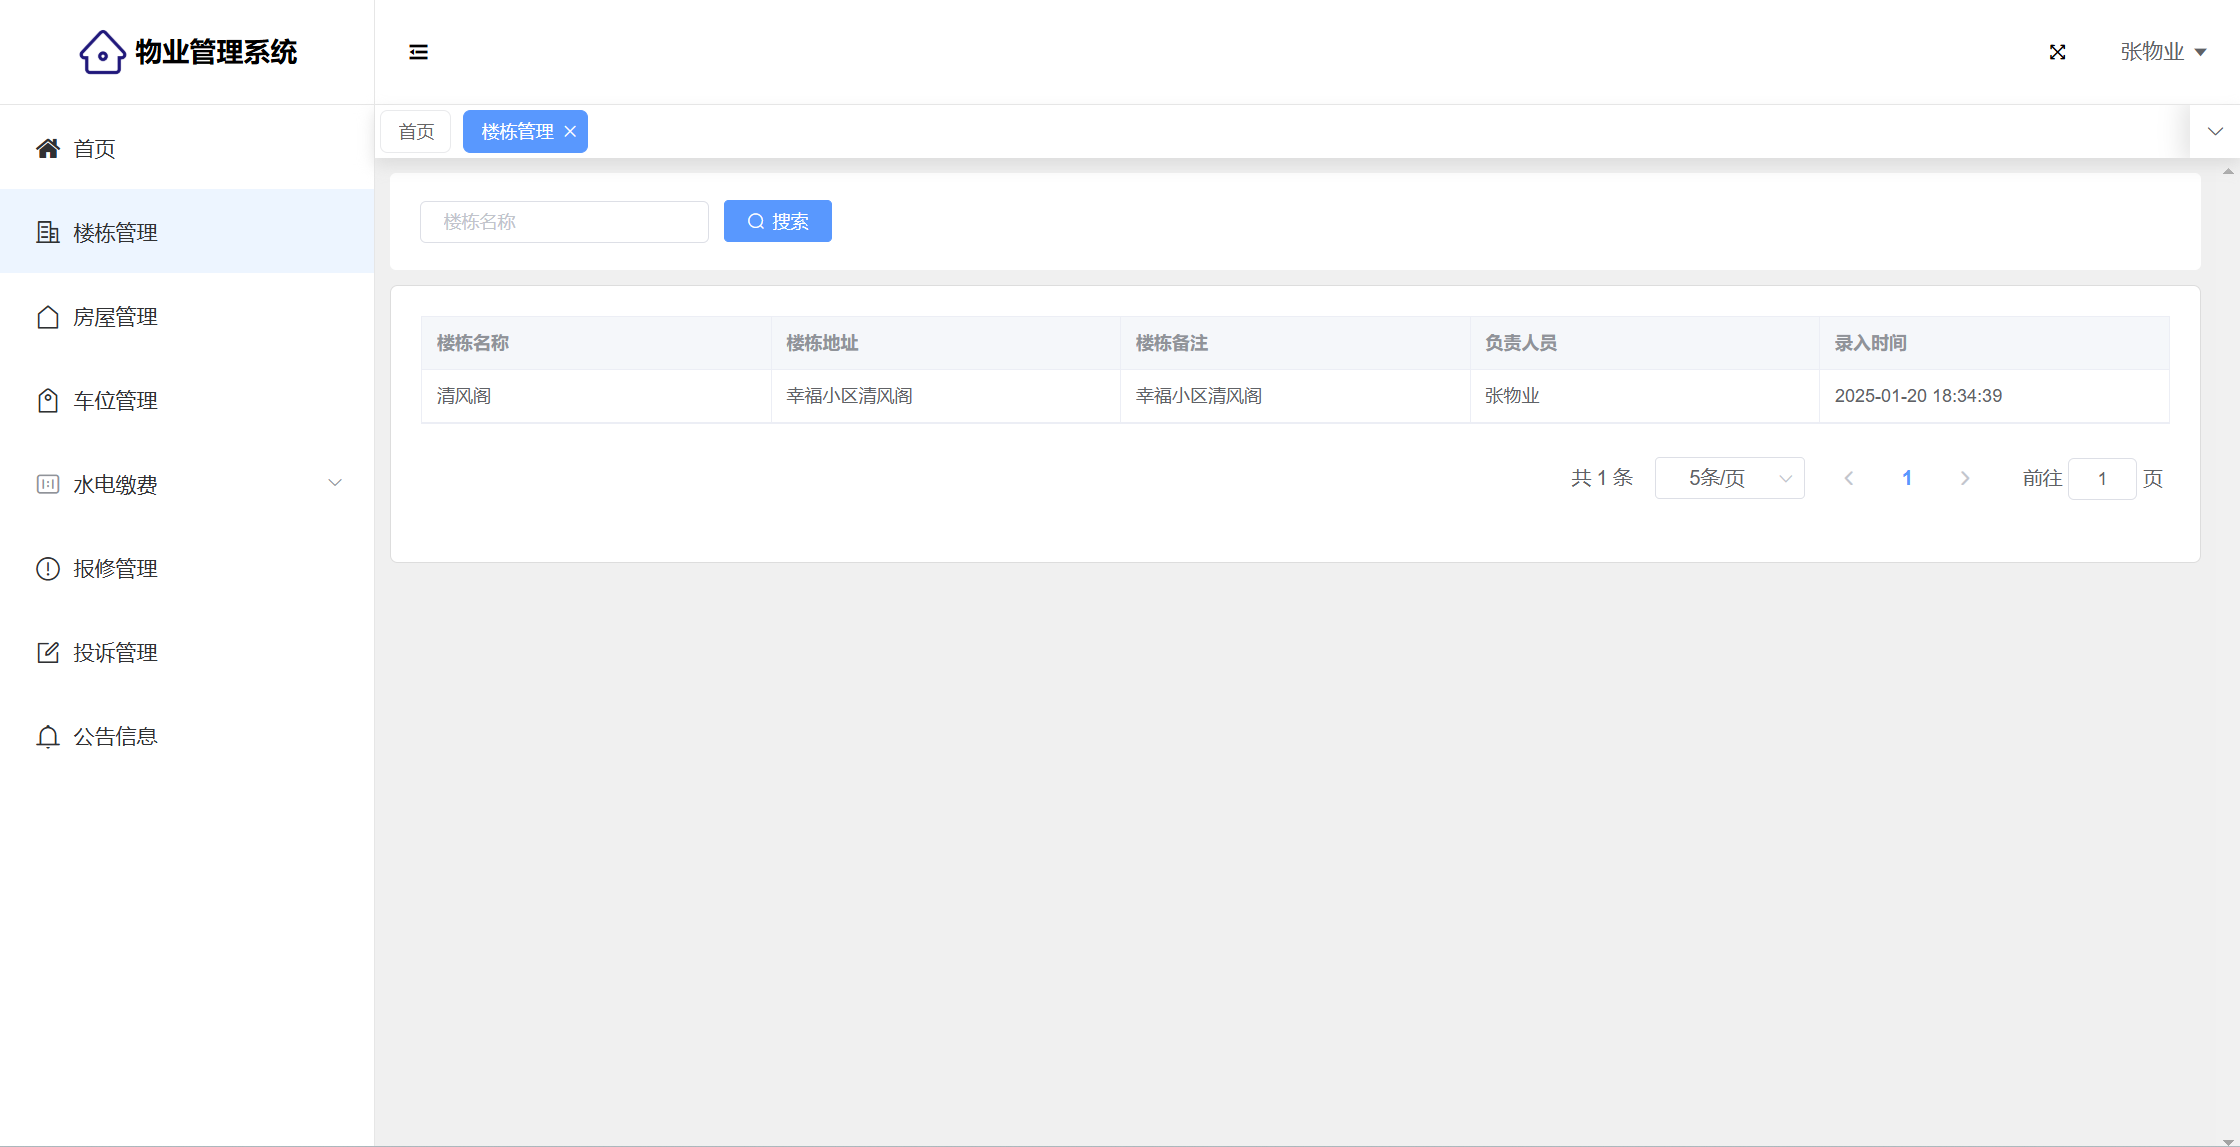 物业管理系统
张物业
首页
楼栋管理
房屋管理
车位管理
水电缴费
报修管理
投诉管理
公告信息
首页 楼栋管理
楼栋名称 搜索
楼栋名称 楼栋地址 楼栋备注 负责人员 录入时间
清风阁 幸福小区清风阁 幸福小区清风阁 张物业 2025-01-20 18:34:39
共 1 条 5条/页 1 前往 1 页